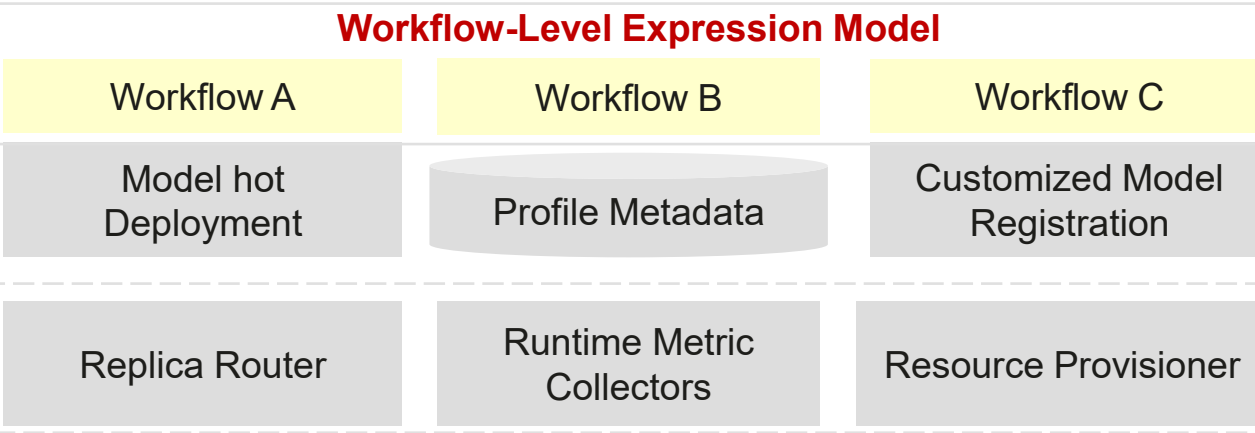 Workflow-Level Expression Model
Workflow A
Workflow B
Workflow C
Model hot
Deployment
Profile Metadata
Customized Model
Registration
Replica Router
Runtime Metric
Collectors
Resource Provisioner